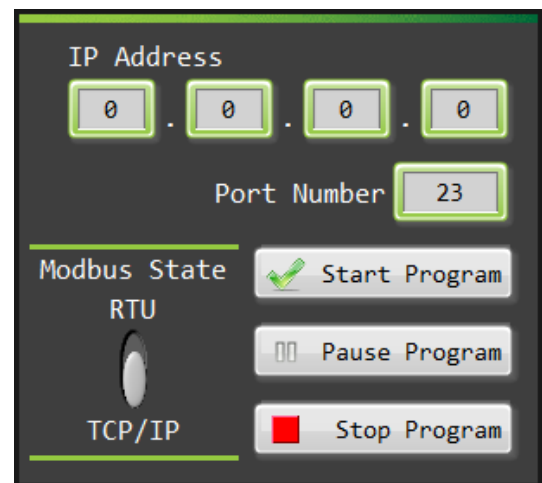 IP Address
0 . 0 . 0 . 0
Port Number 23
Modbus State
RTU
TCP/IP
Start Program
Pause Program
Stop Program